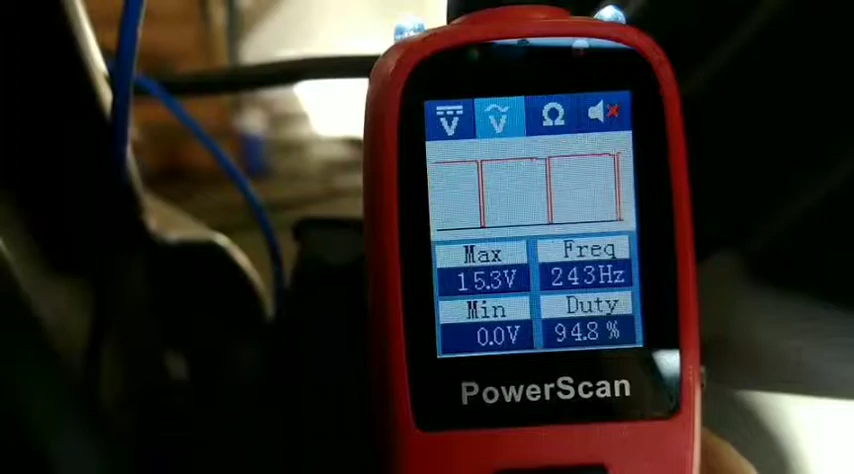 V V Ω
Max Freq
15.3V 243Hz
Min Duty
0.0V 94.8 %
PowerScan